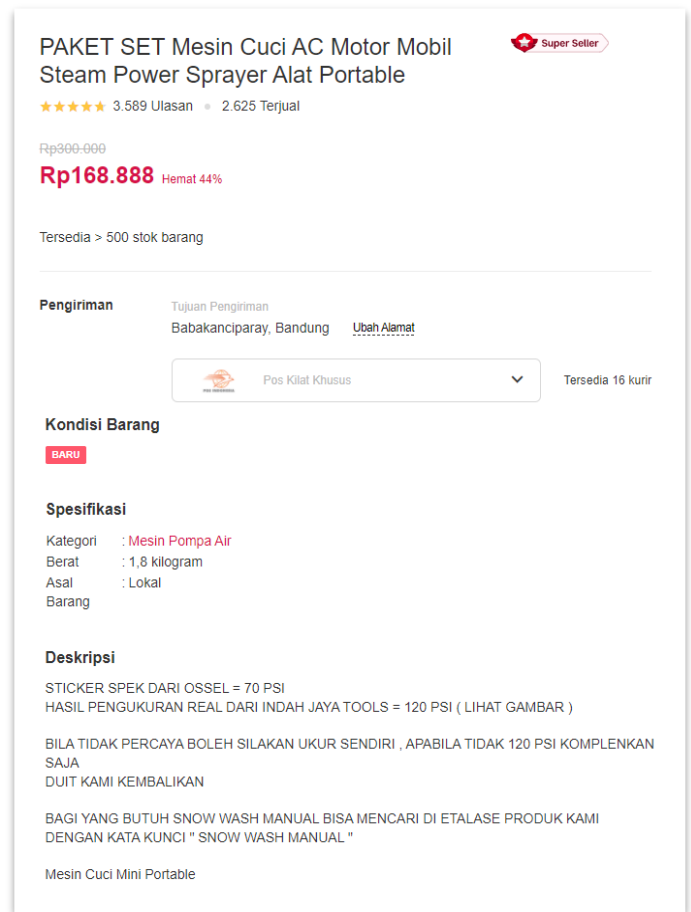 PAKET SET Mesin Cuci AC Motor Mobil
Steam Power Sprayer Alat Portable
Super Seller
3.589 Ulasan
2.625 Terjual
Rp300.000
Rp168.888 Hemat 44%
Tersedia > 500 stok barang
Pengiriman
Tujuan Pengiriman
Babakanciparay, Bandung
Ubah Alamat
Pos Kilat Khusus
Tersedia 16 kurir
Kondisi Barang
BARU
Spesifikasi
Kategori : Mesin Pompa Air
Berat : 1,8 kilogram
Asal : Lokal
Barang
Deskripsi
STICKER SPEK DARI OSSEL = 70 PSI
HASIL PENGUKURAN REAL DARI INDAH JAYA TOOLS = 120 PSI ( LIHAT GAMBAR )
BILA TIDAK PERCAYA BOLEH SILAKAN UKUR SENDIRI , APABILA TIDAK 120 PSI KOMPLENKAN
SAJA
DUIT KAMI KEMBALIKAN
BAGI YANG BUTUH SNOW WASH MANUAL BISA MENCARI DI ETALASE PRODUK KAMI
DENGAN KATA KUNCI " SNOW WASH MANUAL "
Mesin Cuci Mini Portable